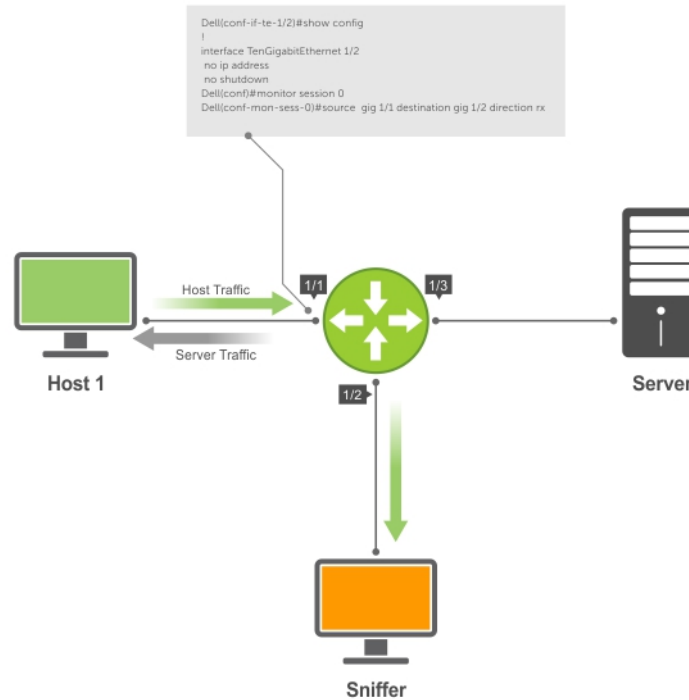 Dell(conf-if-te-1/2)#show config
!
interface TenGigabitEthernet 1/2
no ip address
no shutdown
Dell(conf)#monitor session 0
Dell(conf-mon-sess-0)#source gig 1/1 destination gig 1/2 direction rx
Host Traffic
1/1
1/3
Server Traffic
Host 1
1/2
Server
Sniffer